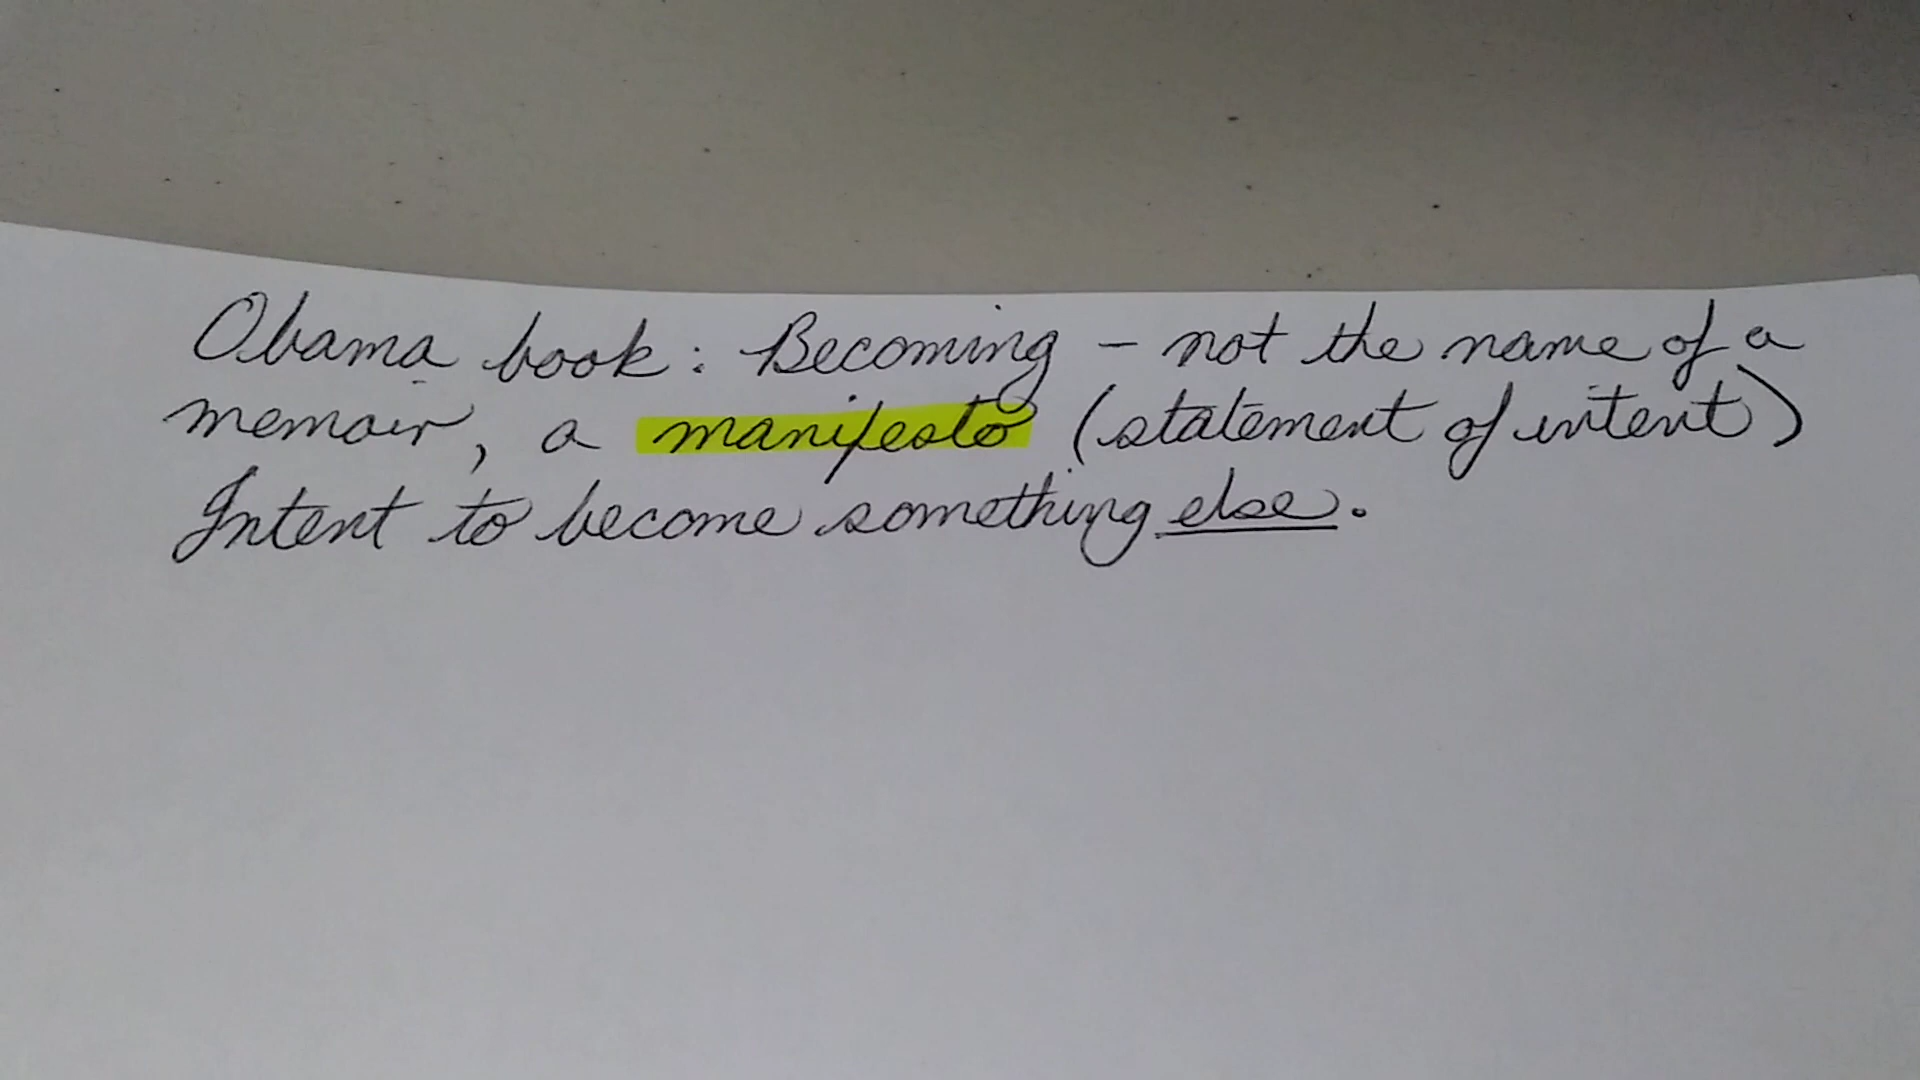 Obama book: Becoming – not the name of a
memoir, a manifesto (statement of intent)
Intent to become something else.